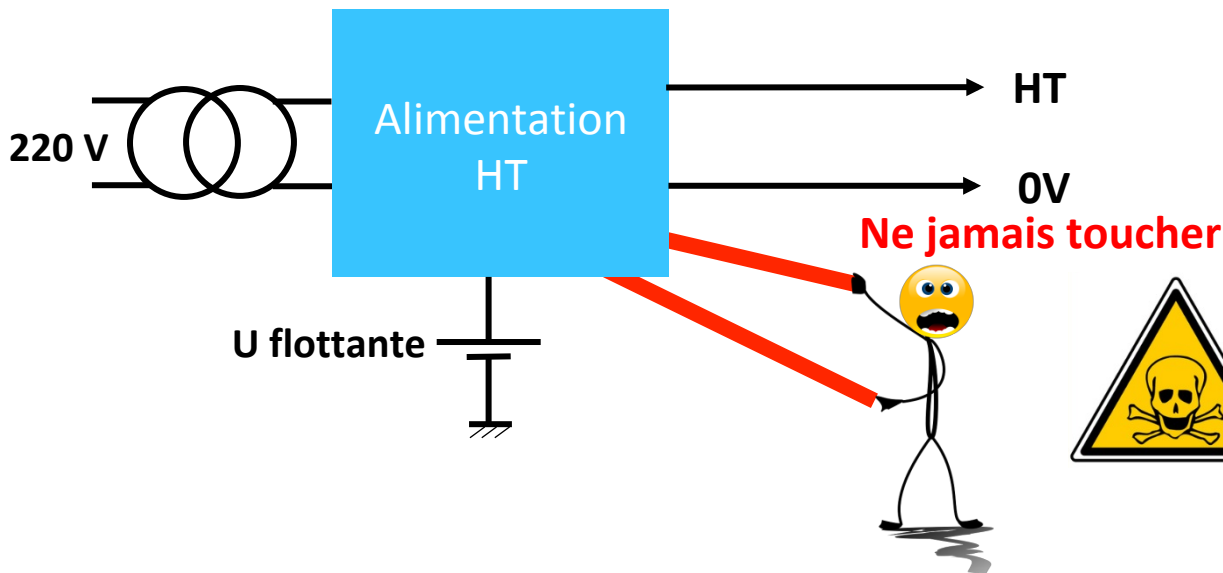 220 V
Alimentation
HT
HT
0V
Ne jamais toucher
U flottante